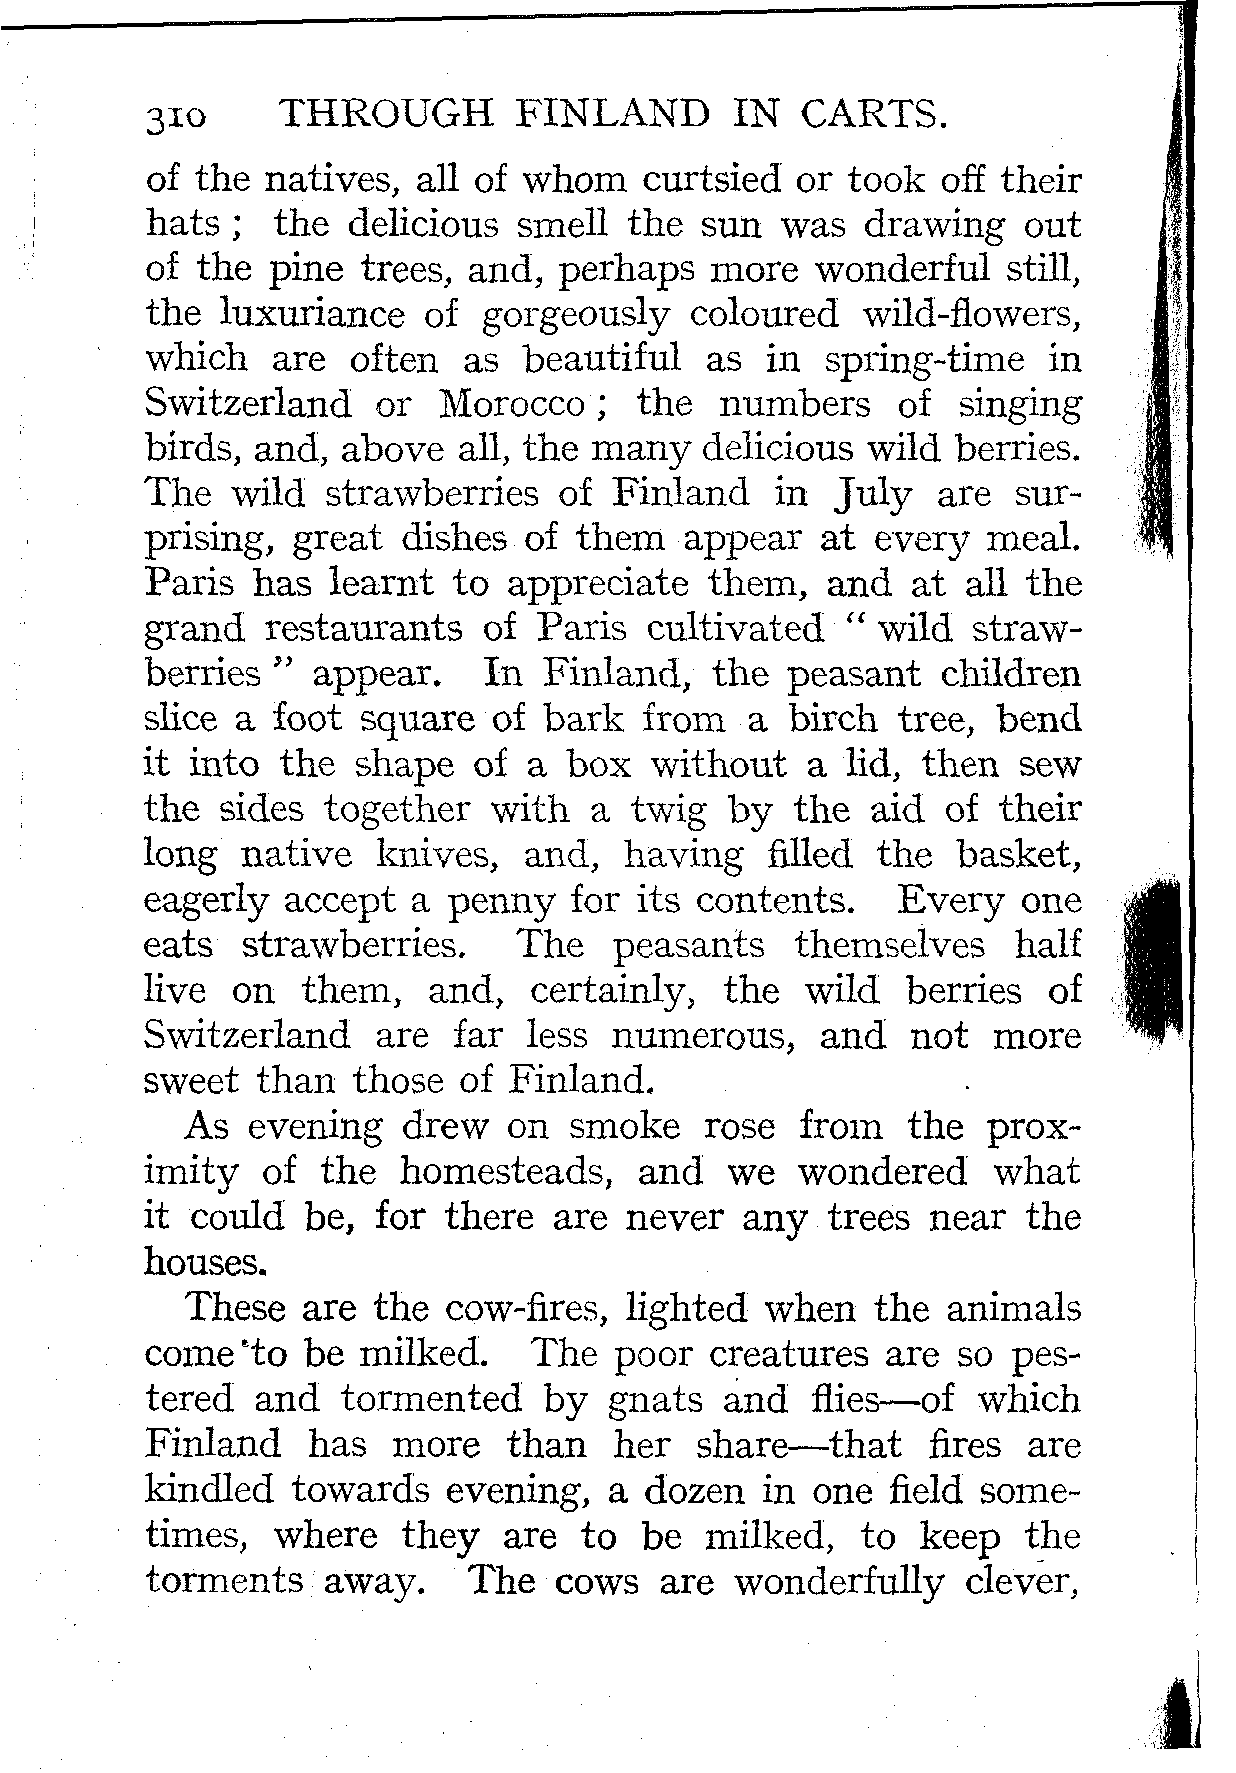 310 THROUGH FINLAND IN CARTS.
of the natives, all of whom curtsied or took off their
hats ; the delicious smell the sun was drawing out
of the pine trees, and, perhaps more wonderful still,
the luxuriance of gorgeously coloured wild-flowers,
which are often as beautiful as in spring-time in
Switzerland or Morocco ; the numbers of singing
birds, and, above all, the many delicious wild berries.
The wild strawberries of Finland in July are sur-
prising, great dishes of them appear at every meal.
Paris has learnt to appreciate them, and at all the
grand restaurants of Paris cultivated “ wild straw-
berries ” appear. In Finland, the peasant children
slice a foot square of bark from a birch tree, bend
it into the shape of a box without a lid, then sew
the sides together with a twig by the aid of their
long native knives, and, having filled the basket,
eagerly accept a penny for its contents. Every one
eats strawberries. The peasants themselves half
live on them, and, certainly, the wild berries of
Switzerland are far less numerous, and not more
sweet than those of Finland.
As evening drew on smoke rose from the prox-
imity of the homesteads, and we wondered what
it could be, for there are never any trees near the
houses.
These are the cow-fires, lighted when the animals
come to be milked. The poor creatures are so pes-
tered and tormented by gnats and flies—of which
Finland has more than her share—that fires are
kindled towards evening, a dozen in one field some-
times, where they are to be milked, to keep the
torments away. The cows are wonderfully clever,